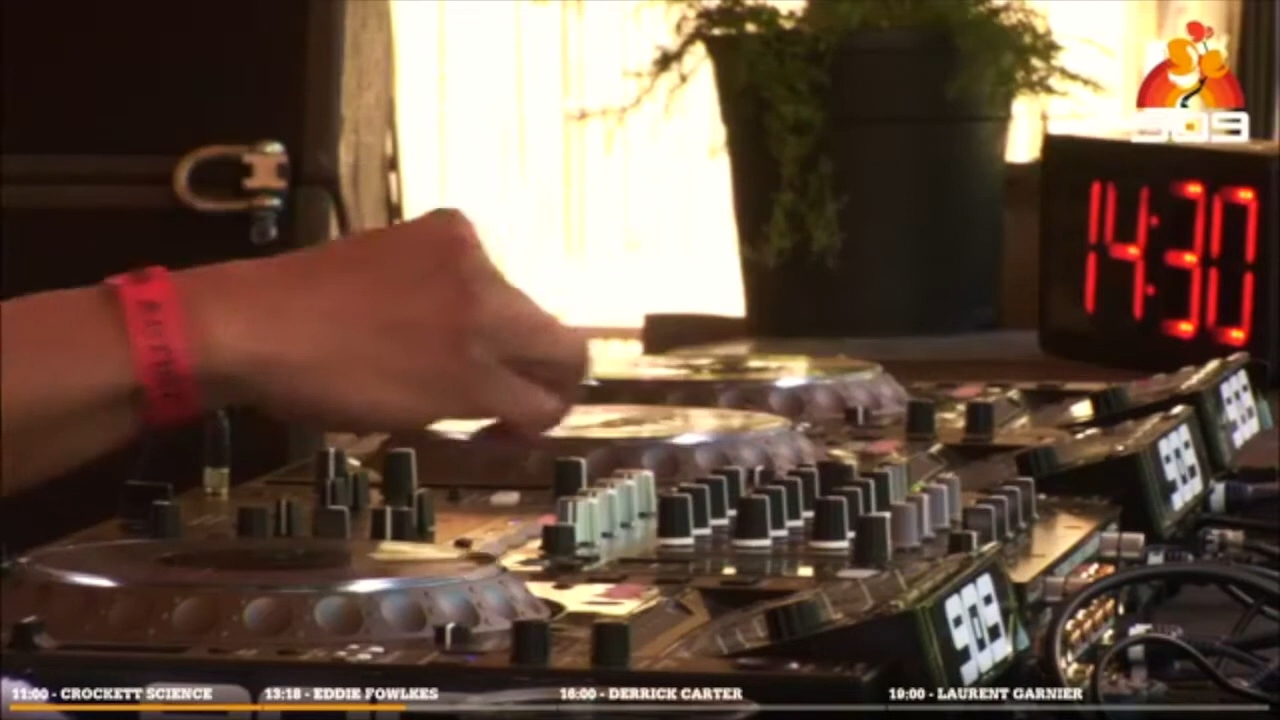 909
14:30
909
909
909
11:00 - CROCKETT SCIENCE
13:18 - EDDIE FOWLKES
16:00 - DERRICK CARTER
19:00 - LAURENT GARNIER